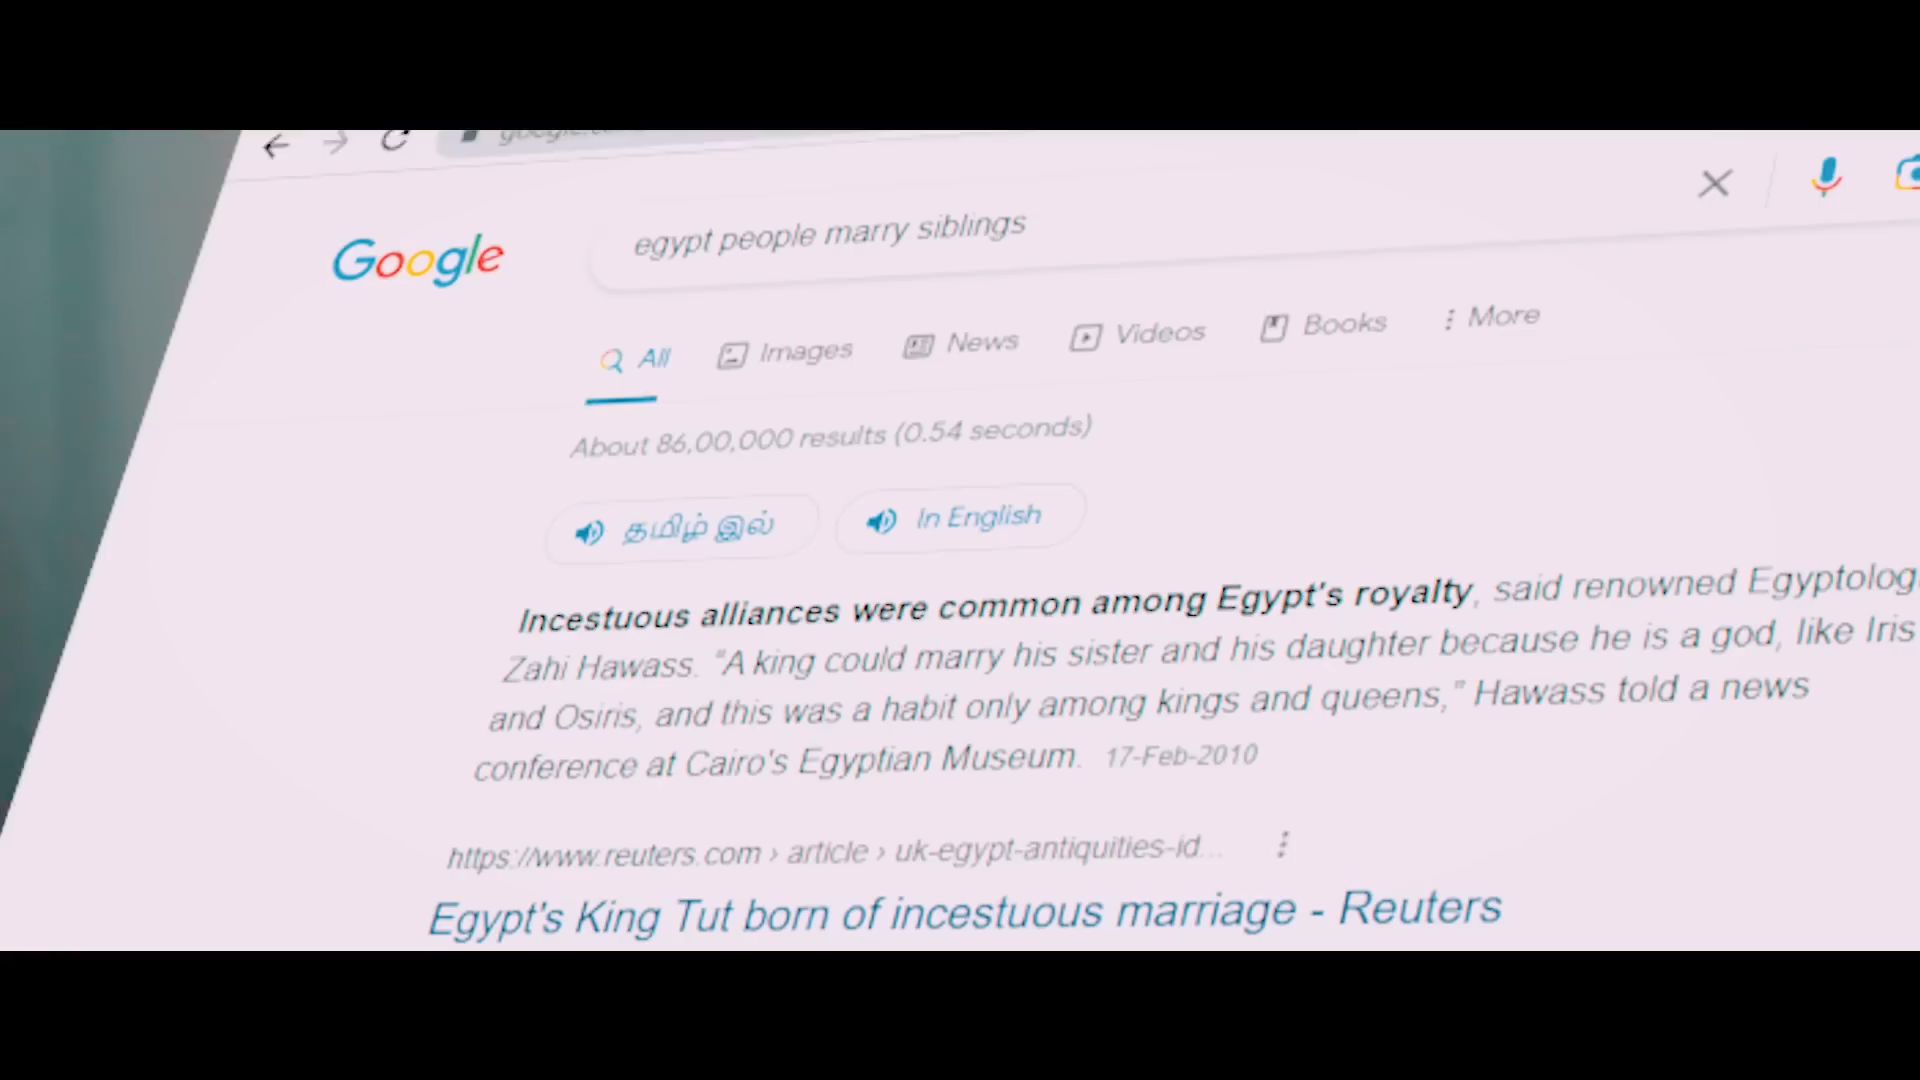 egypt people marry siblings
Google
All Images News Videos Books More
About 86,00,000 results (0.54 seconds)
தமிழ் இல் In English
Incestuous alliances were common among Egypt's royalty, said renowned
Zahi Hawass. "A king could marry his sister and his daughter because he is a god, like Iris
and Osiris, and this was a habit only among kings and queens," Hawass told a news
conference at Cairo's Egyptian Museum. 17-Feb-2010
https://www.reuters.com › article › uk-egypt-antiquities-id...
Egypt's King Tut born of incestuous marriage - Reuters